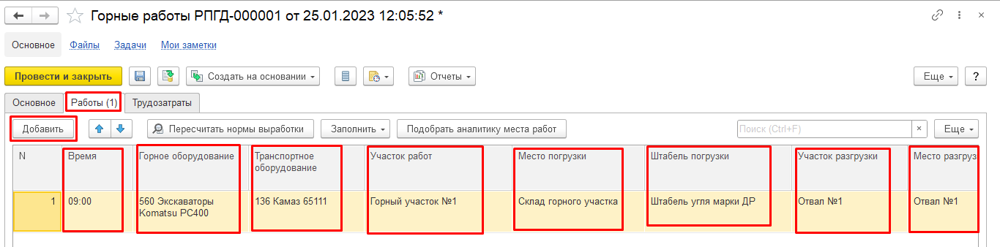 Горные работы РПГД-000001 от 25.01.2023 12:05:52 *
Основное Файлы Задачи Мои заметки
Провести и закрыть Создать на основании Отчеты Еще ?
Основное Работы (1) Трудозатраты
Добавить Пересчитать нормы выработки Заполнить Подобрать аналитику места работ Поиск (Ctrl+F) × Еще
N Время Горное оборудование Транспортное оборудование Участок работ Место погрузки Штабель погрузки Участок разгрузки Место разгруз
1 09:00 560 Экскаваторы Komatsu PC400 136 Камаз 65111 Горный участок №1 Склад горного участка Штабель угля марки ДР Отвал №1 Отвал №1